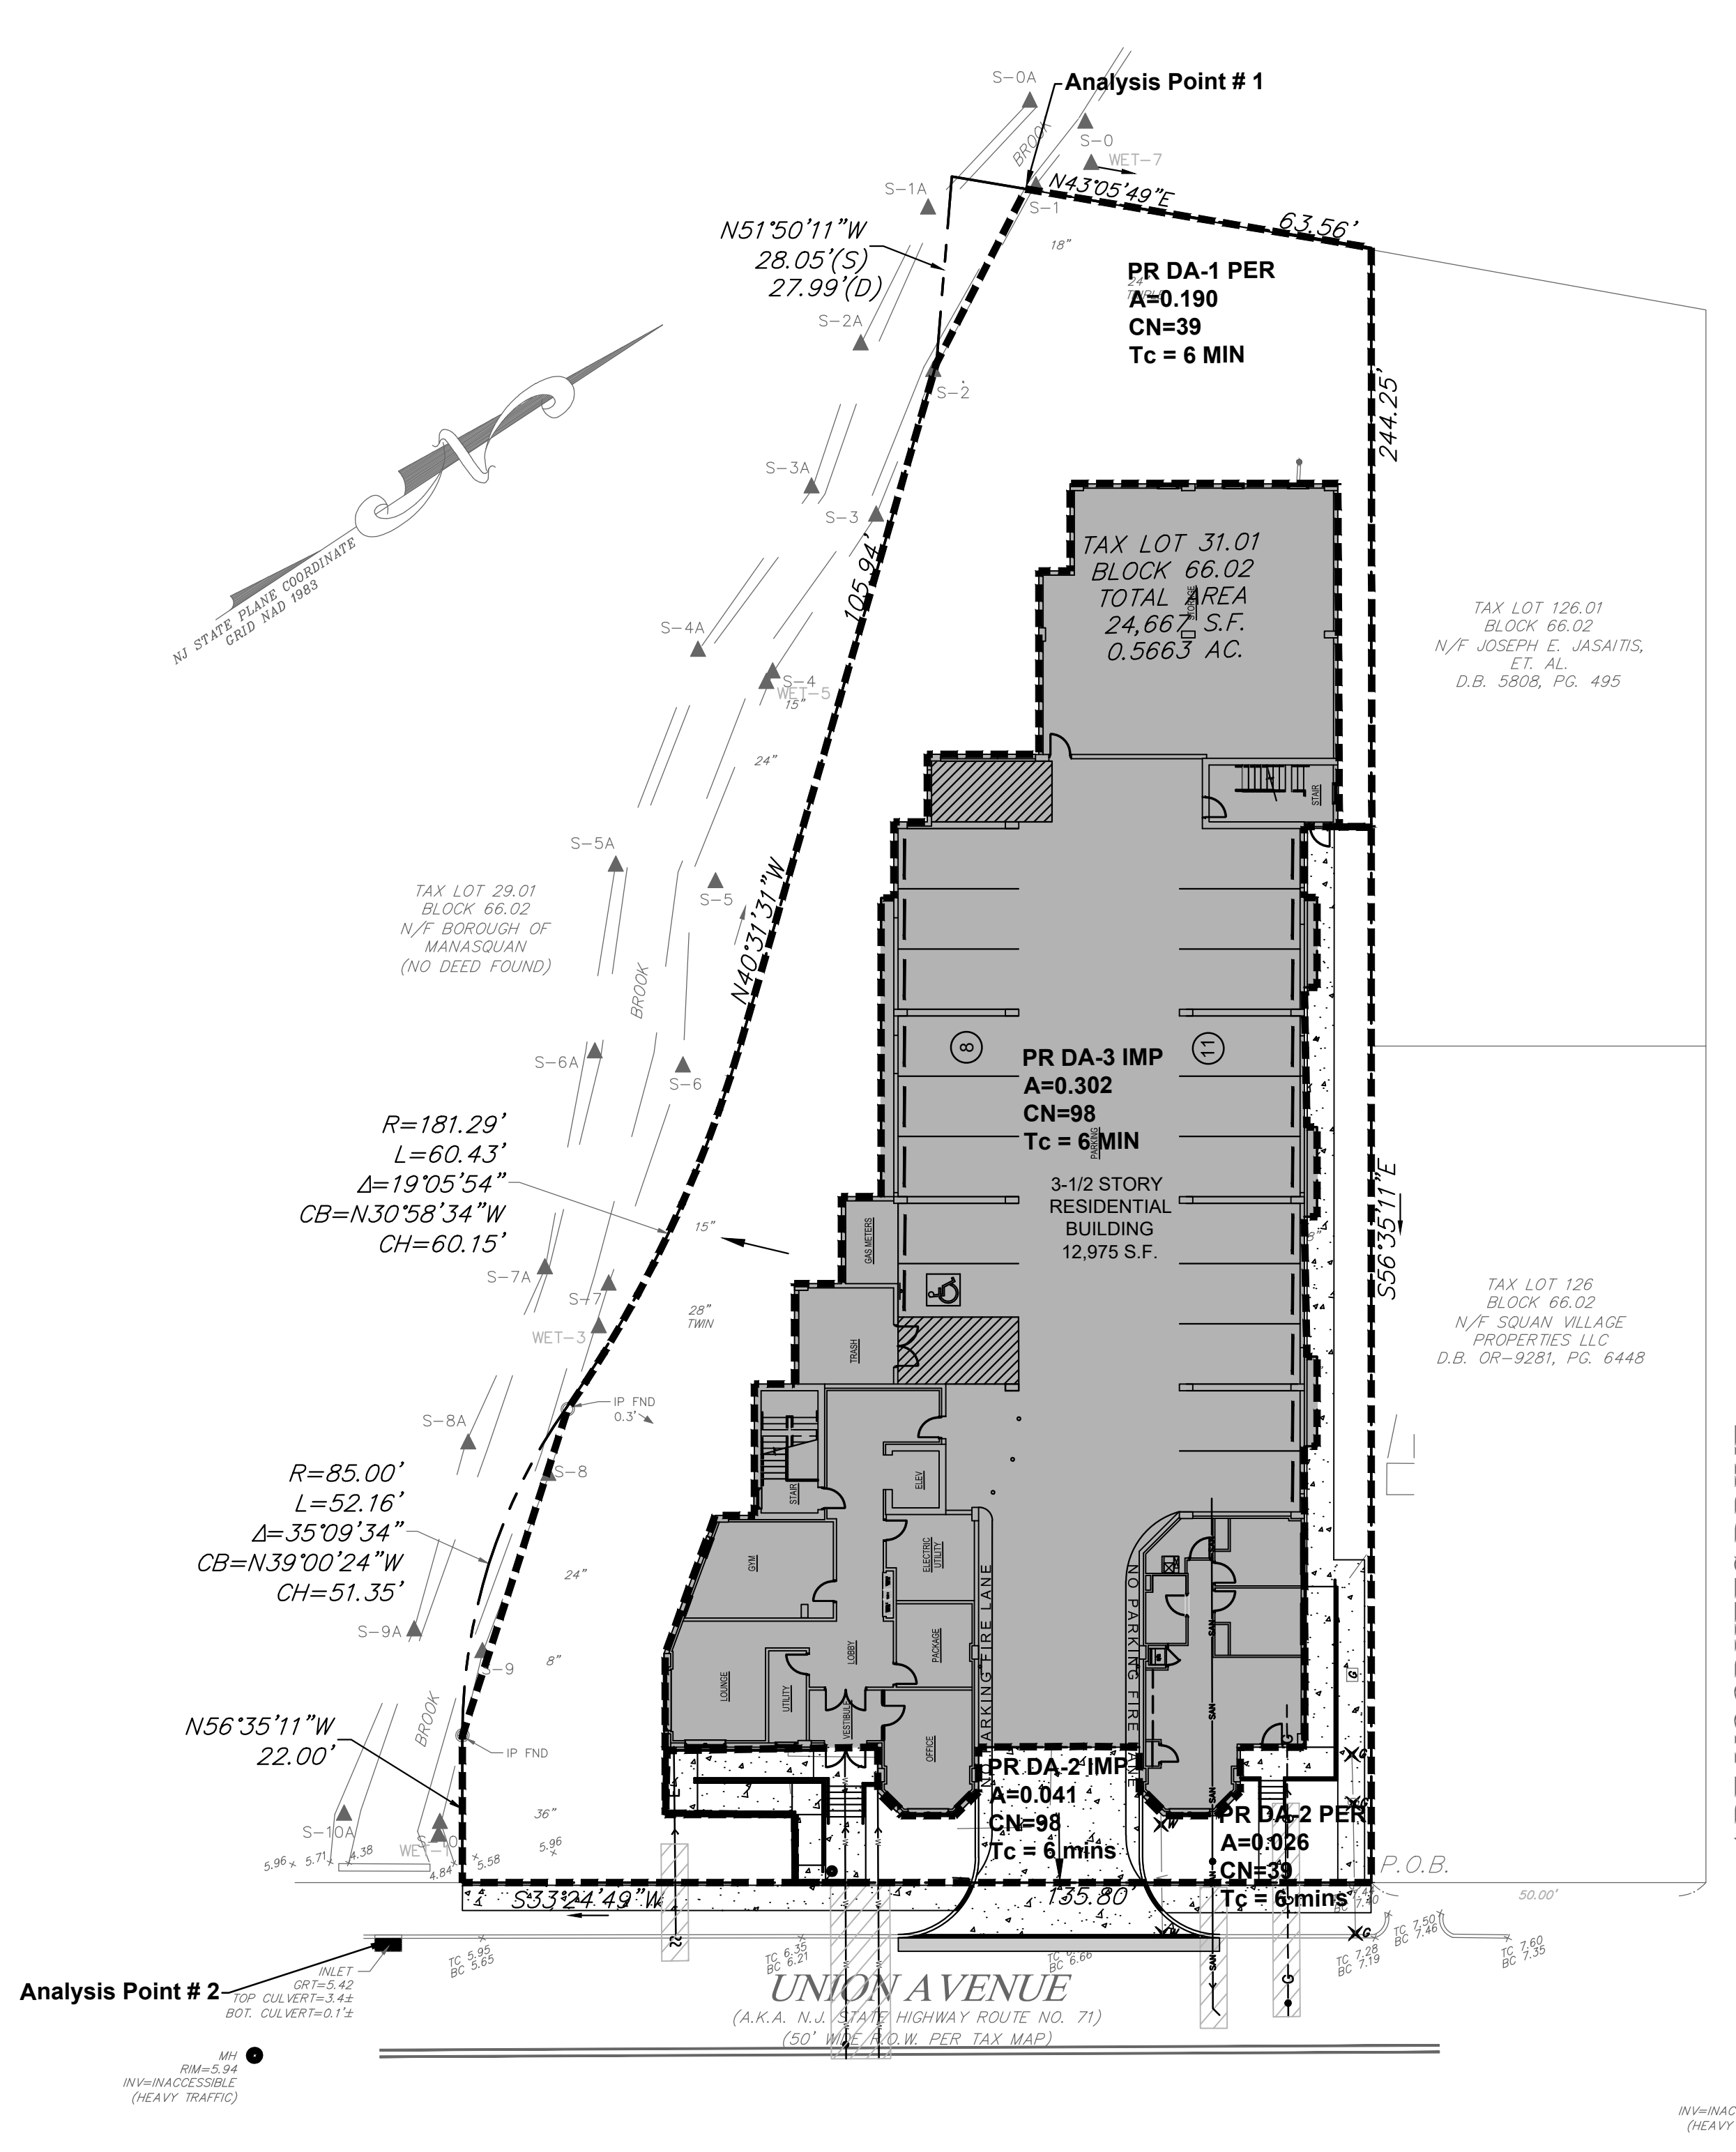 S-0A
Analysis Point # 1
BROOK
S-0
WET-7
S-1A
N43°05'49"E
S-1
63.56'
N51°50'11"W
28.05'(S)
27.99'(D)
18"
PR DA-1 PER
24"
A=0.190
CN=39
Tc = 6 MIN
S-2A
S-2
244.25'
S-3A
S-3
105.94'
NJ STATE PLANE COORDINATE
GRID NAD 1983
TAX LOT 31.01
BLOCK 66.02
TOTAL AREA
24,667 S.F.
0.5663 AC.
STORAGE
TAX LOT 126.01
BLOCK 66.02
N/F JOSEPH E. JASAITIS,
ET. AL.
D.B. 5808, PG. 495
S-4A
S-4
WET-5
15"
24"
STAIR
S-5A
S-5
N40°31'31"W
TAX LOT 29.01
BLOCK 66.02
N/F BOROUGH OF
MANASQUAN
(NO DEED FOUND)
BROOK
8
11
S-6A
S-6
PR DA-3 IMP
A=0.302
CN=98
Tc = 6 MIN
PARKING
3-1/2 STORY
RESIDENTIAL
BUILDING
12,975 S.F.
R=181.29'
L=60.43'
Δ=19°05'54"
CB=N30°58'34"W
CH=60.15'
15"
GAS METERS
S56°35'11"E
8"
S-7A
S-7
WET-3
28"
TWIN
TRASH
TAX LOT 126
BLOCK 66.02
N/F SQUAN VILLAGE
PROPERTIES LLC
D.B. OR-9281, PG. 6448
IP FND
0.3'
S-8A
S-8
STAIR
ELEV
R=85.00'
L=52.16'
Δ=35°09'34"
CB=N39°00'24"W
CH=51.35'
24"
GYM
ELECTRIC
UTILITY
NO PARKING FIRE LANE
NO PARKING FIRE LANE
SAN
SAN
S-9A
S-9
8"
LOBBY
PACKAGE
LOUNGE
UTILITY
VESTIBULE
OFFICE
SAN
G
G
N56°35'11"W
22.00'
BROOK
IP FND
G
PR DA-2 IMP
A=0.041
CN=98
Tc = 6 mins
PR DA-2 PER
A=0.026
CN=39
Tc = 6 mins
E
W
G
SAN
36"
S-10A
S-10
WET-1
5.96
5.71
4.38
4.84
5.58
5.96
P.O.B.
S33°24'49"W
135.80'
50.00'
TC 5.95
BC 5.65
TC 6.35
BC 6.21
6.66
TC 7.28
BC 7.19
TC 7.50
BC 7.46
TC 7.60
BC 7.35
W
G
SAN
G
Analysis Point # 2
INLET
GRT=5.42
TOP CULVERT=3.4±
BOT. CULVERT=0.1'±
UNION AVENUE
(A.K.A. N.J. STATE HIGHWAY ROUTE NO. 71)
(50' WIDE R.O.W. PER TAX MAP)
MH
RIM=5.94
INV=INACCESSIBLE
(HEAVY TRAFFIC)
INV=INAC
(HEAVY